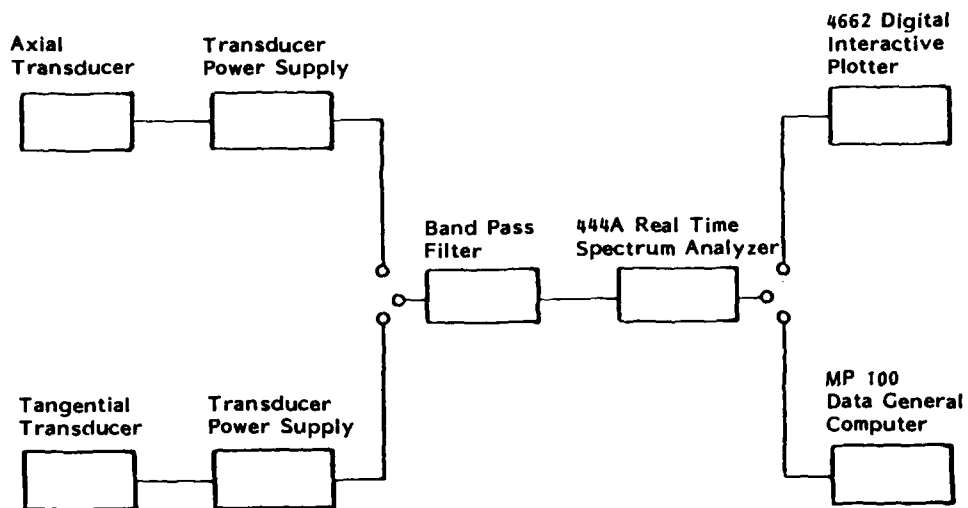 Axial
Transducer
Transducer
Power Supply
4662 Digital
Interactive
Plotter
Band Pass
Filter
444A Real Time
Spectrum Analyzer
Tangential
Transducer
Transducer
Power Supply
MP 100
Data General
Computer